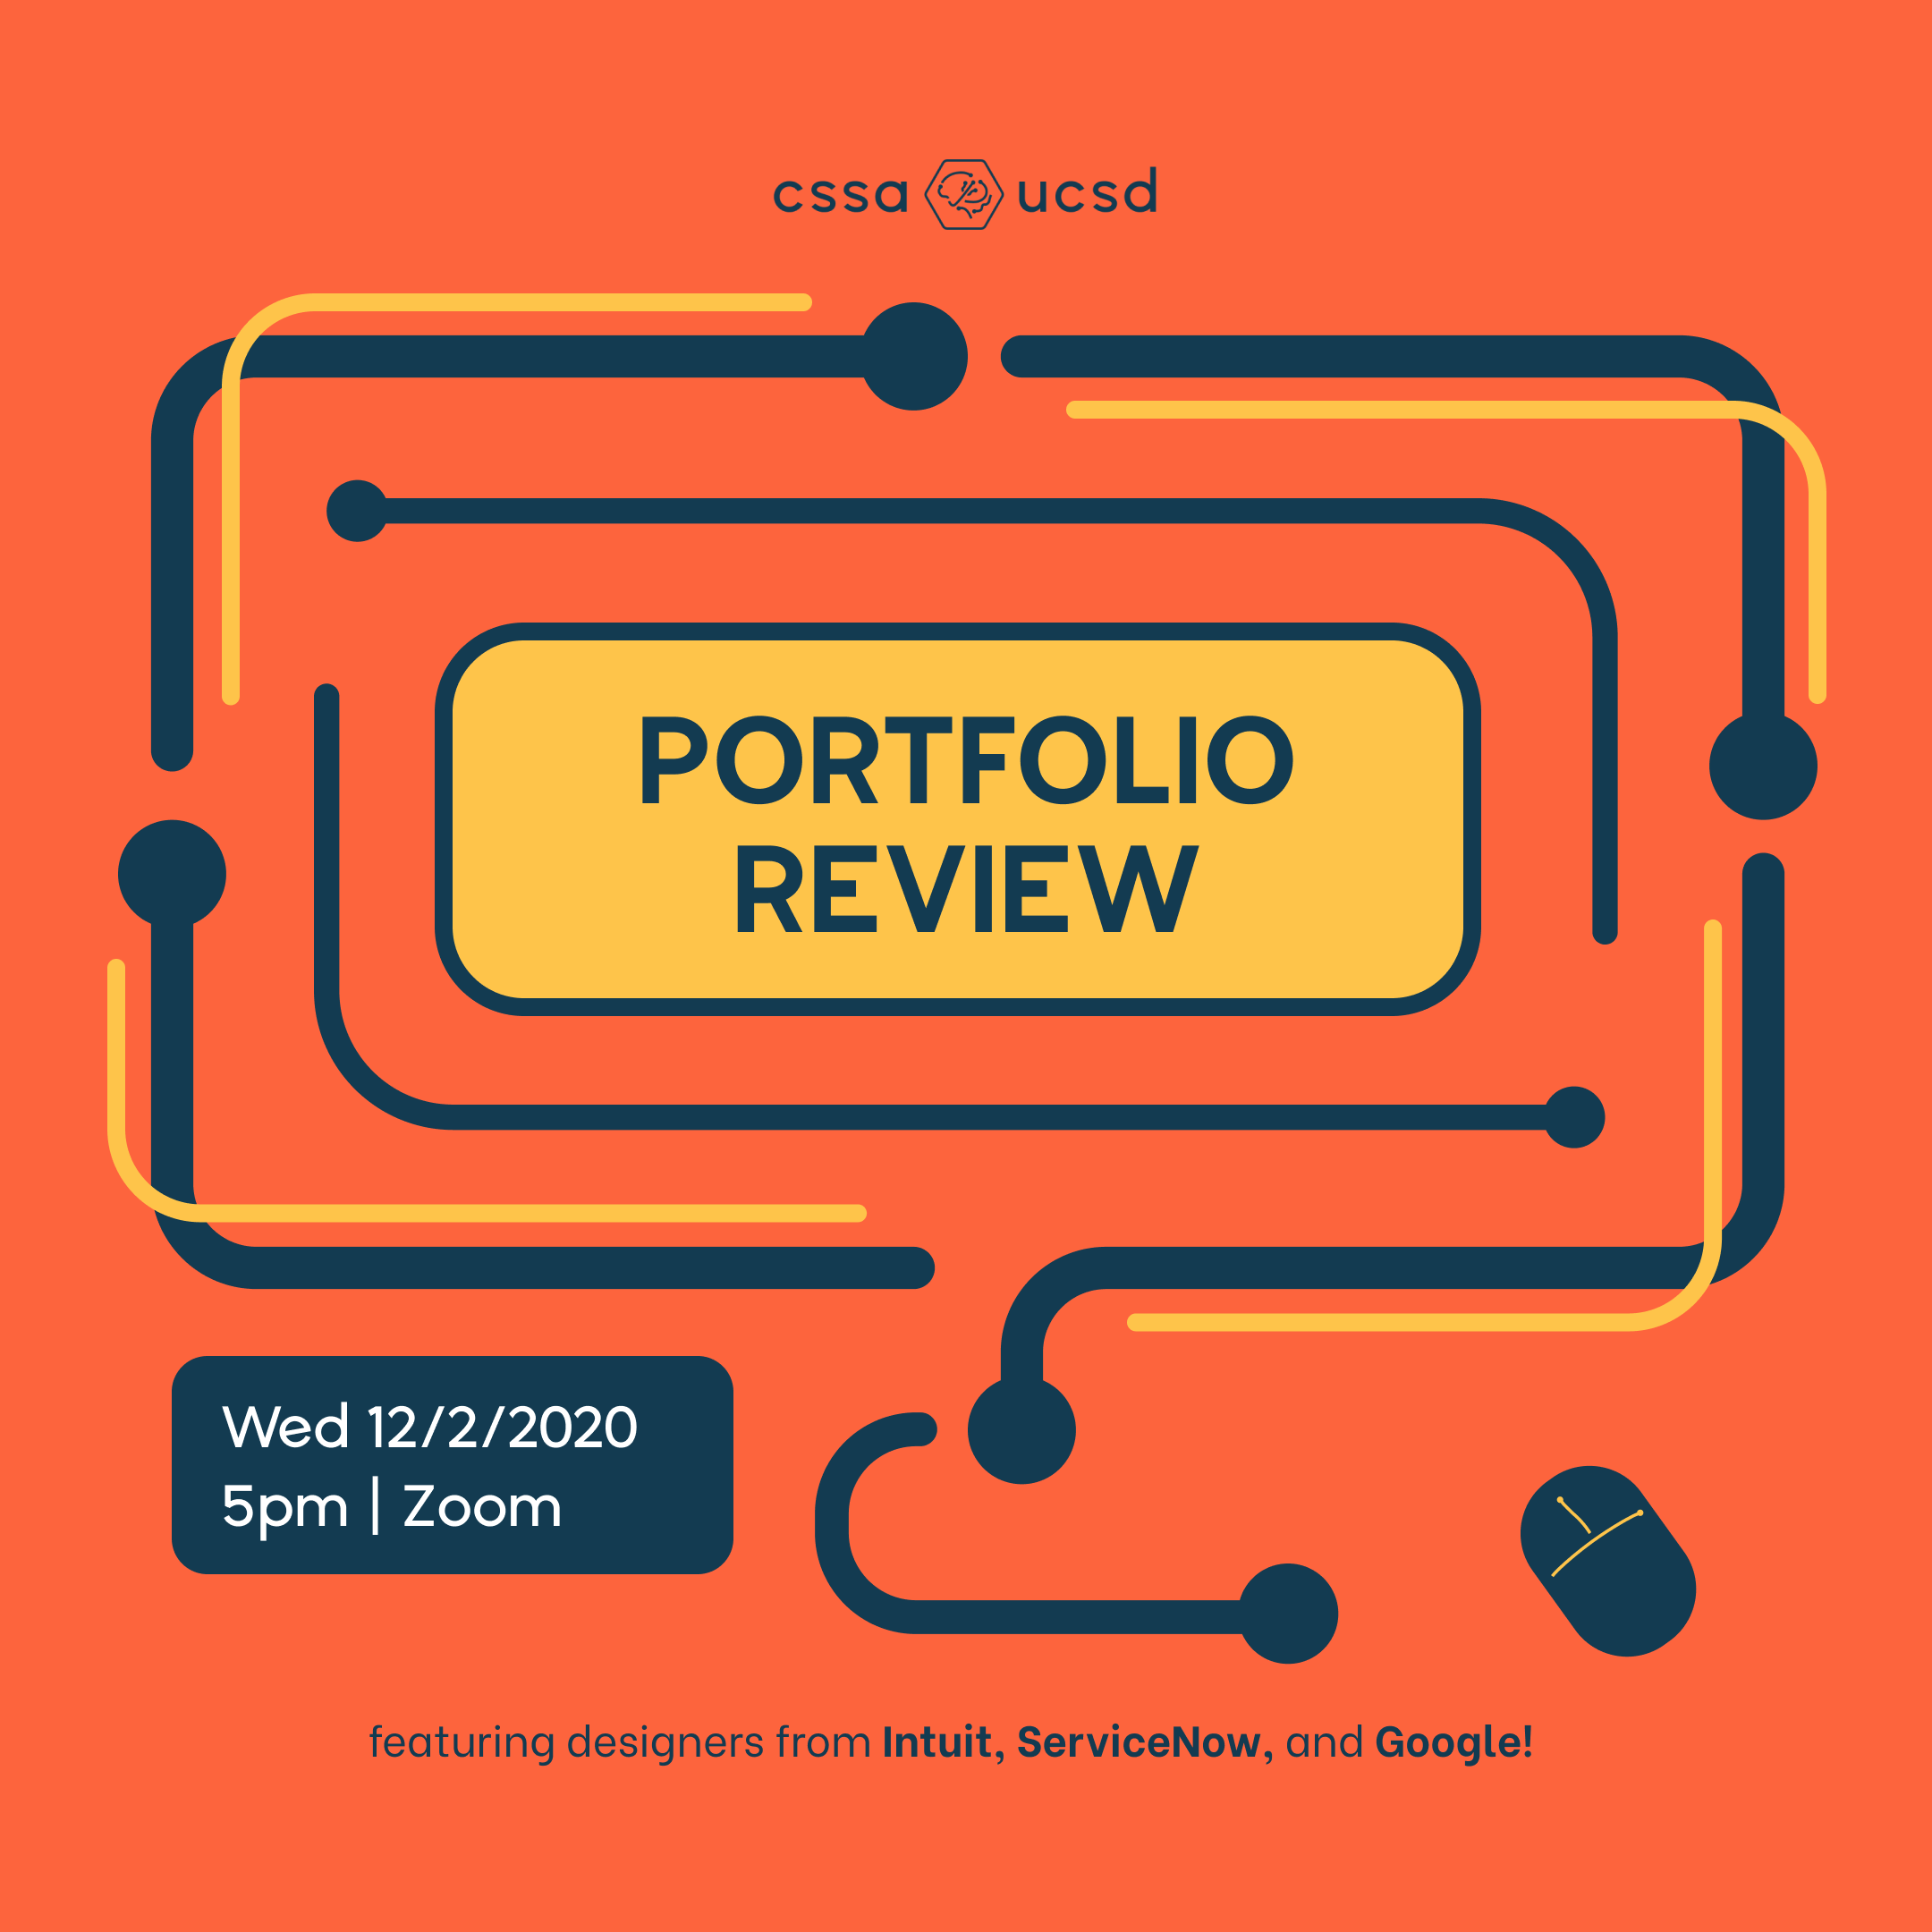 cssa ucsd
PORTFOLIO
REVIEW
Wed 12/2/2020
5pm | Zoom
featuring designers from Intuit, ServiceNow, and Google!